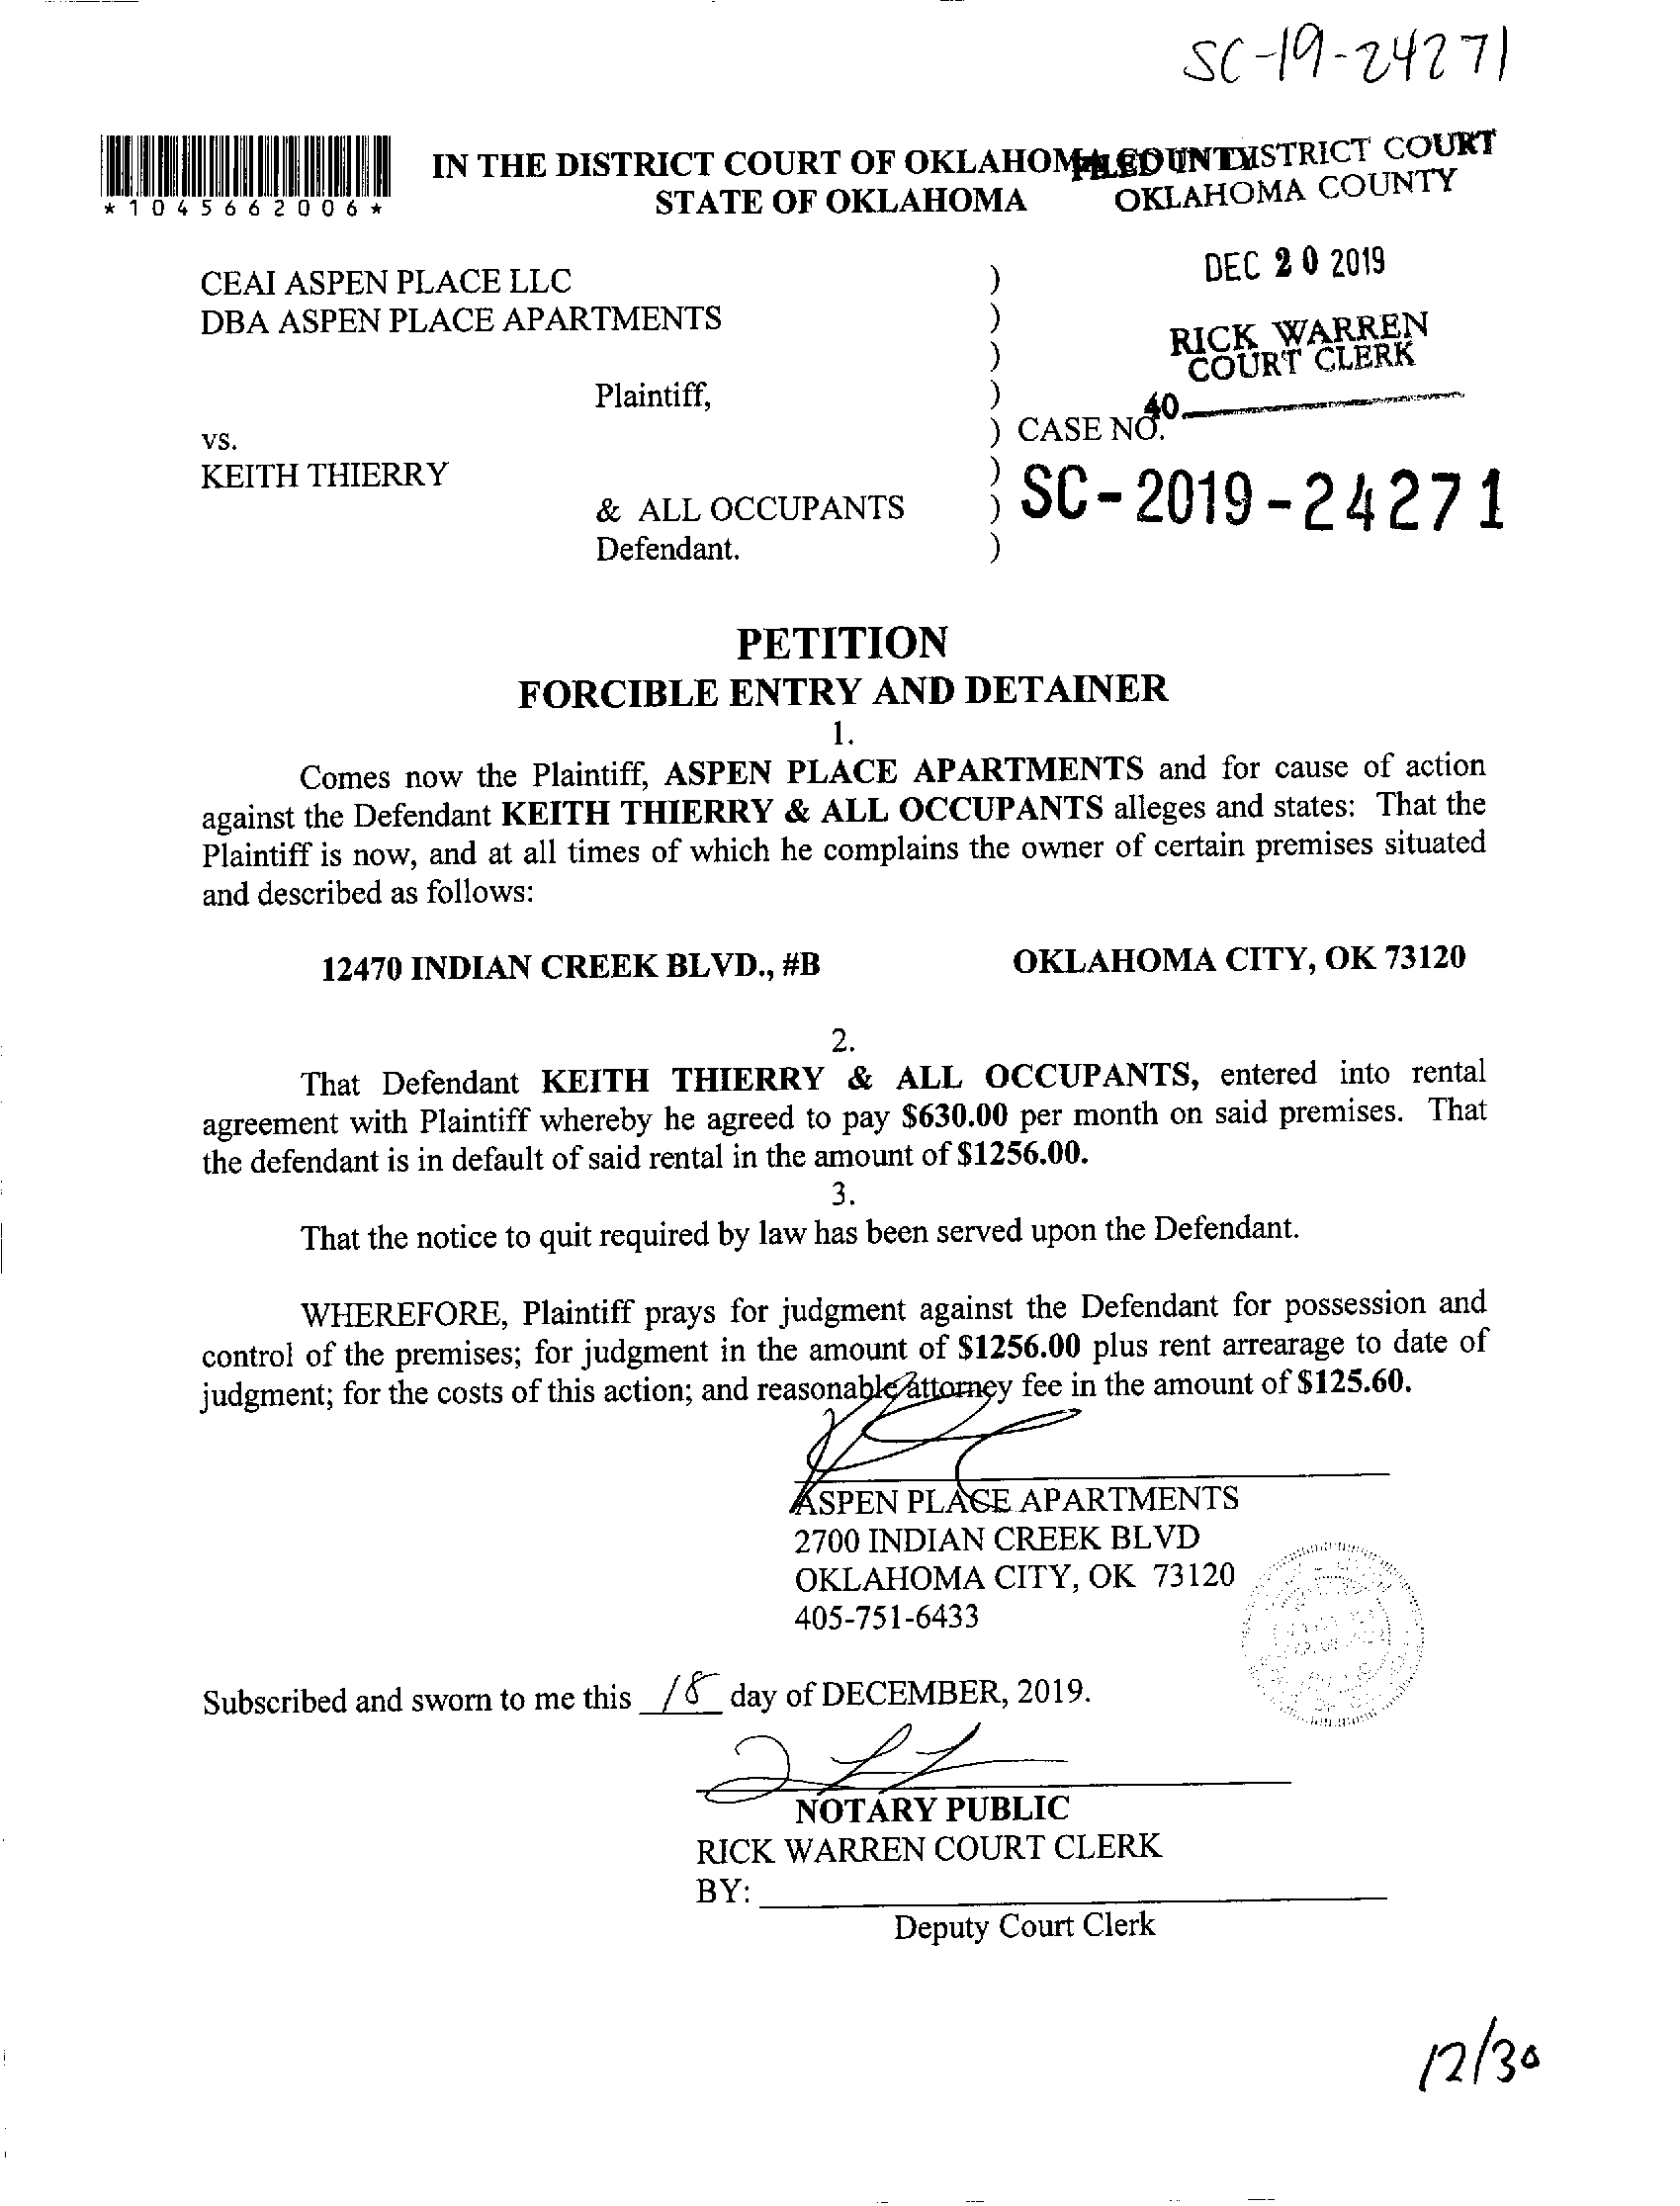 SC-19-24271
*1045662006*
IN THE DISTRICT COURT OF OKLAHOMA COUNTY
STATE OF OKLAHOMA
FILED IN DISTRICT COURT
OKLAHOMA COUNTY
DEC 20 2019
RICK WARREN
COURT CLERK
40
CEAI ASPEN PLACE LLC )
DBA ASPEN PLACE APARTMENTS )
)
Plaintiff, )
vs. ) CASE NO.
KEITH THIERRY )
& ALL OCCUPANTS ) SC-2019-24271
Defendant. )
PETITION
FORCIBLE ENTRY AND DETAINER
1.
Comes now the Plaintiff, ASPEN PLACE APARTMENTS and for cause of action
against the Defendant KEITH THIERRY & ALL OCCUPANTS alleges and states: That the
Plaintiff is now, and at all times of which he complains the owner of certain premises situated
and described as follows:
12470 INDIAN CREEK BLVD., #B OKLAHOMA CITY, OK 73120
2.
That Defendant KEITH THIERRY & ALL OCCUPANTS, entered into rental
agreement with Plaintiff whereby he agreed to pay $630.00 per month on said premises. That
the defendant is in default of said rental in the amount of $1256.00.
3.
That the notice to quit required by law has been served upon the Defendant.
WHEREFORE, Plaintiff prays for judgment against the Defendant for possession and
control of the premises; for judgment in the amount of $1256.00 plus rent arrearage to date of
judgment; for the costs of this action; and reasonable attorney fee in the amount of $125.60.
ASPEN PLACE APARTMENTS
2700 INDIAN CREEK BLVD
OKLAHOMA CITY, OK 73120
405-751-6433
Subscribed and sworn to me this 18 day of DECEMBER, 2019.
NOTARY PUBLIC
RICK WARREN COURT CLERK
BY:
Deputy Court Clerk
12/30